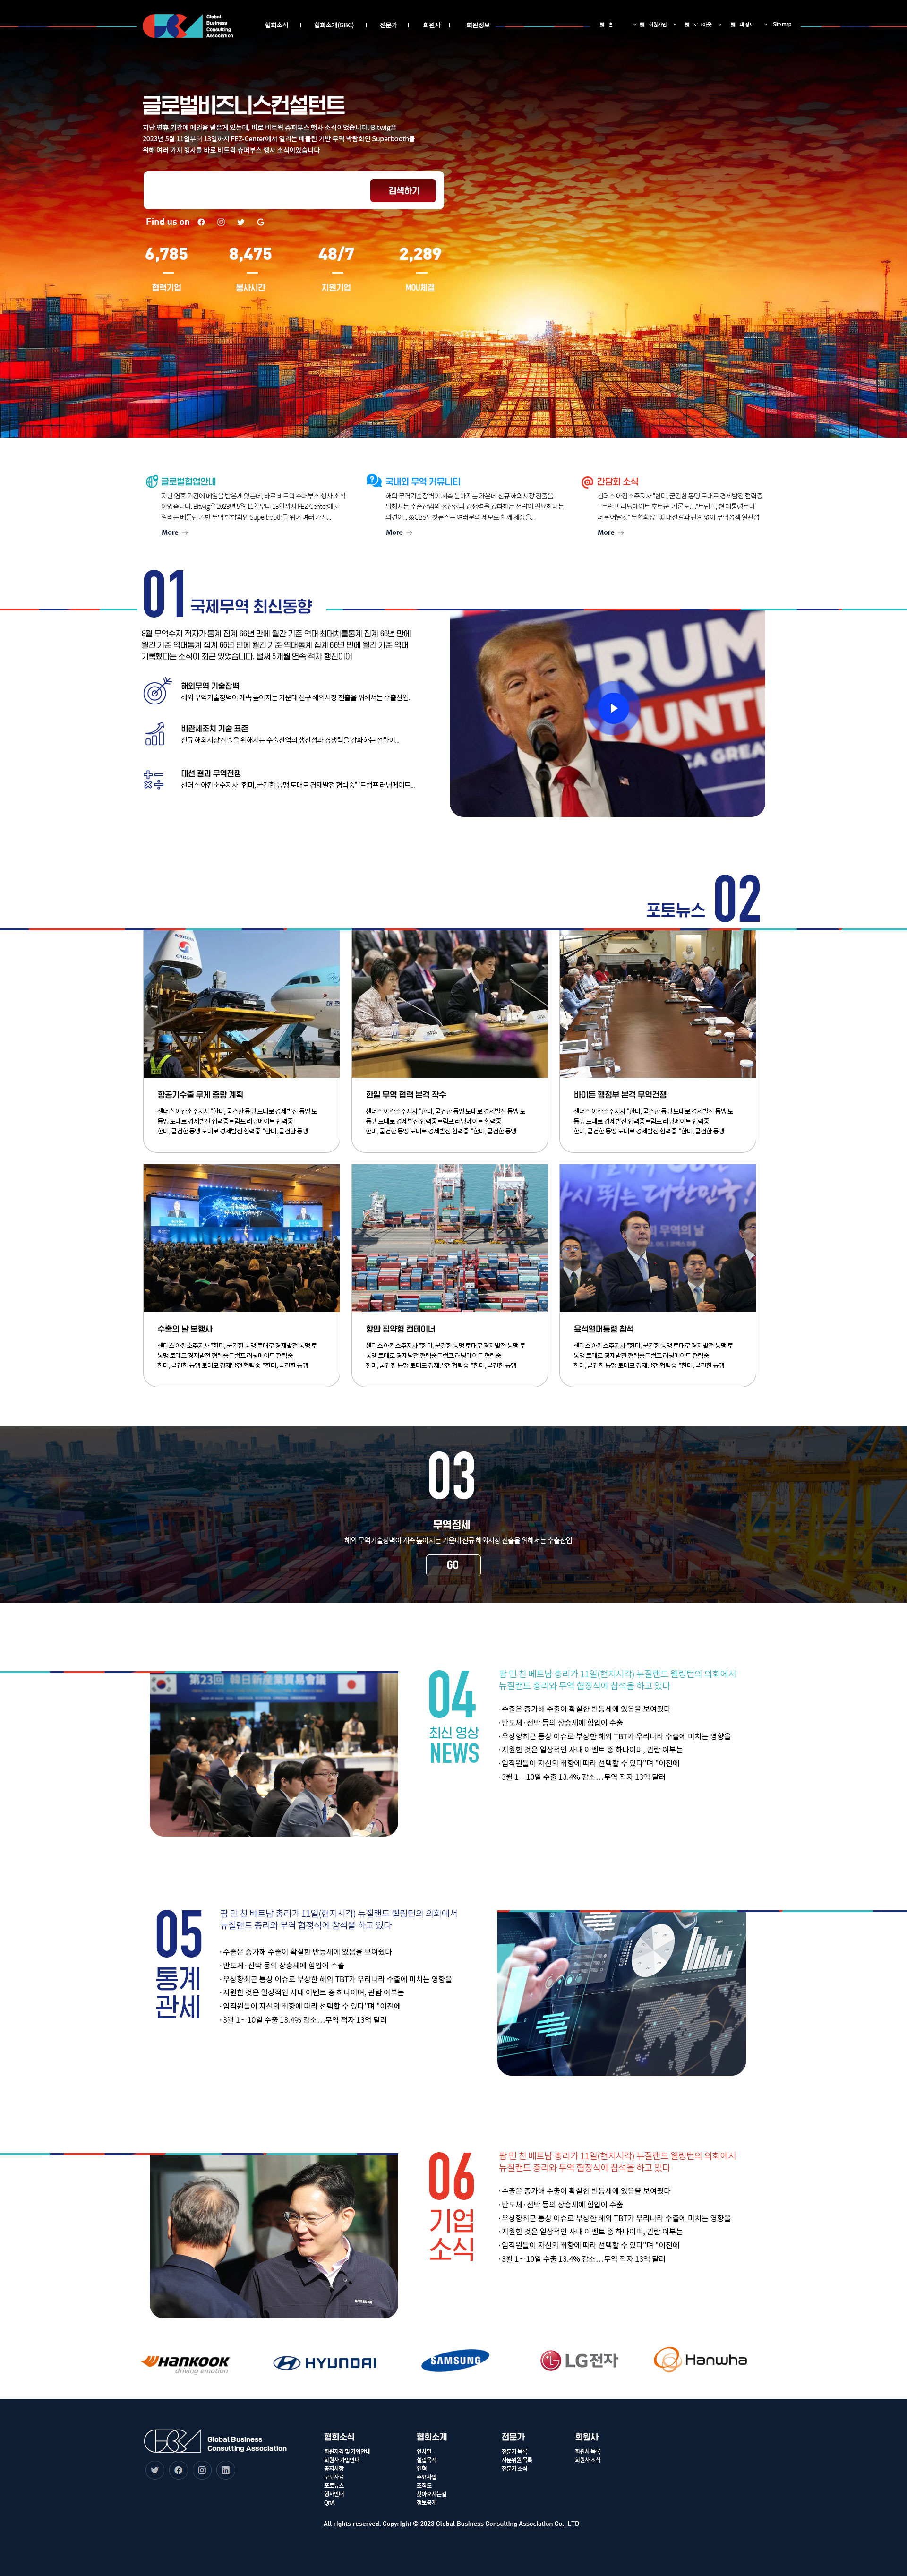 Global
Business
Consulting
Association
협회소식 | 협회소개(GBC) | 전문가 | 회원사 | 회원정보
홈 회원가입 로그아웃 내 정보 Site map
글로벌비즈니스컨설턴트
지난 연휴 기간에 메일을 받은게 있는데, 바로 비트윅 슈퍼부스 행사 소식이었습니다. Bitwig은
2023년 5월 11일부터 13일까지 FEZ-Center에서 열리는 베를린 기반 무역 박람회인 Superbooth를
위해 여러 가지 행사를 바로 비트윅 슈퍼부스 행사 소식이었습니다
검색하기
Find us on
6,785 8,475 48/7 2,289
협력기업 봉사시간 지원기업 MOU체결
글로벌협업안내
지난 연휴 기간에 메일을 받은게 있는데, 바로 비트윅 슈퍼부스 행사 소식
이었습니다. Bitwig은 2023년 5월 11일부터 13일까지 FEZ-Center에서
열리는 베를린 기반 무역 박람회인 Superbooth를 위해 여러 가지...
More →
국내외 무역 커뮤니티
해외 무역기술장벽이 계속 높아지는 가운데 신규 해외시장 진출을
위해서는 수출산업의 생산성과 경쟁력을 강화하는 전략이 필요하다는
의견이... ※CBS노컷뉴스는 여러분의 제보로 함께 세상을...
More →
간담회 소식
샌더스 아칸소주지사 "한미, 굳건한 동맹 토대로 경제발전 협력중
" '트럼프 러닝메이트 후보군' 거론도…"트럼프, 현 대통령보다
더 뛰어날것" 무협회장 "美 대선결과 관계 없이 무역정책 일관성
More →
01 국제무역 최신동향
8월 무역수지 적자가 통계 집계 66년 만에 월간 기준 역대 최대치를통계 집계 66년 만에
월간 기준 역대통계 집계 66년 만에 월간 기준 역대통계 집계 66년 만에 월간 기준 역대
기록했다는 소식이 최근 있었습니다. 벌써 5개월 연속 적자 행진이어
해외무역 기술장벽
해외 무역기술장벽이 계속 높아지는 가운데 신규 해외시장 진출을 위해서는 수출산업...
비관세조치 기술 표준
신규 해외시장 진출을 위해서는 수출산업의 생산성과 경쟁력을 강화하는 전략이...
대선 결과 무역전쟁
샌더스 아칸소주지사 "한미, 굳건한 동맹 토대로 경제발전 협력중" '트럼프 러닝메이트...
TRUMP
GREA
포토뉴스 02
CARGO
대한
JAPAN
항공기수출 무게 중량 계획
샌더스 아칸소주지사 "한미, 굳건한 동맹 토대로 경제발전 동맹 토
동맹 토대로 경제발전 협력중트럼프 러닝메이트 협력중
한미, 굳건한 동맹 토대로 경제발전 협력중 "한미, 굳건한 동맹
한일 무역 협력 본격 착수
샌더스 아칸소주지사 "한미, 굳건한 동맹 토대로 경제발전 동맹 토
동맹 토대로 경제발전 협력중트럼프 러닝메이트 협력중
한미, 굳건한 동맹 토대로 경제발전 협력중 "한미, 굳건한 동맹
바이든 행정부 본격 무역전쟁
샌더스 아칸소주지사 "한미, 굳건한 동맹 토대로 경제발전 동맹 토
동맹 토대로 경제발전 협력중트럼프 러닝메이트 협력중
한미, 굳건한 동맹 토대로 경제발전 협력중 "한미, 굳건한 동맹
다시 뛰는 대한민국!
무역의 날
수출의 날 본행사
샌더스 아칸소주지사 "한미, 굳건한 동맹 토대로 경제발전 동맹 토
동맹 토대로 경제발전 협력중트럼프 러닝메이트 협력중
한미, 굳건한 동맹 토대로 경제발전 협력중 "한미, 굳건한 동맹
항만 집약형 컨테이너
샌더스 아칸소주지사 "한미, 굳건한 동맹 토대로 경제발전 동맹 토
동맹 토대로 경제발전 협력중트럼프 러닝메이트 협력중
한미, 굳건한 동맹 토대로 경제발전 협력중 "한미, 굳건한 동맹
윤석열대통령 참석
샌더스 아칸소주지사 "한미, 굳건한 동맹 토대로 경제발전 동맹 토
동맹 토대로 경제발전 협력중트럼프 러닝메이트 협력중
한미, 굳건한 동맹 토대로 경제발전 협력중 "한미, 굳건한 동맹
03
무역정세
해외 무역기술장벽이 계속 높아지는 가운데 신규 해외시장 진출을 위해서는 수출산업
GO
第23回 韓日新産業貿易會議
04
최신 영상
NEWS
팜 민 친 베트남 총리가 11일(현지시각) 뉴질랜드 웰링턴의 의회에서
뉴질랜드 총리와 무역 협정식에 참석을 하고 있다
· 수출은 증가해 수출이 확실한 반등세에 있음을 보여줬다
· 반도체·선박 등의 상승세에 힘입어 수출
· 우상향최근 통상 이슈로 부상한 해외 TBT가 우리나라 수출에 미치는 영향을
· 지원한 것은 일상적인 사내 이벤트 중 하나이며, 관람 여부는
· 임직원들이 자신의 취향에 따라 선택할 수 있다"며 "이전에
· 3월 1∼10일 수출 13.4% 감소…무역 적자 13억 달러
05
통계
관세
팜 민 친 베트남 총리가 11일(현지시각) 뉴질랜드 웰링턴의 의회에서
뉴질랜드 총리와 무역 협정식에 참석을 하고 있다
· 수출은 증가해 수출이 확실한 반등세에 있음을 보여줬다
· 반도체·선박 등의 상승세에 힘입어 수출
· 우상향최근 통상 이슈로 부상한 해외 TBT가 우리나라 수출에 미치는 영향을
· 지원한 것은 일상적인 사내 이벤트 중 하나이며, 관람 여부는
· 임직원들이 자신의 취향에 따라 선택할 수 있다"며 "이전에
· 3월 1∼10일 수출 13.4% 감소…무역 적자 13억 달러
SAMSUNG
06
기업
소식
팜 민 친 베트남 총리가 11일(현지시각) 뉴질랜드 웰링턴의 의회에서
뉴질랜드 총리와 무역 협정식에 참석을 하고 있다
· 수출은 증가해 수출이 확실한 반등세에 있음을 보여줬다
· 반도체·선박 등의 상승세에 힘입어 수출
· 우상향최근 통상 이슈로 부상한 해외 TBT가 우리나라 수출에 미치는 영향을
· 지원한 것은 일상적인 사내 이벤트 중 하나이며, 관람 여부는
· 임직원들이 자신의 취향에 따라 선택할 수 있다"며 "이전에
· 3월 1∼10일 수출 13.4% 감소…무역 적자 13억 달러
HANKOOK
driving emotion
HYUNDAI
SAMSUNG
LG전자
Hanwha
Global Business
Consulting Association
협회소식
회원자격 및 가입안내
회원사 가입안내
공지사항
보도자료
포토뉴스
행사안내
QnA
협회소개
인사말
설립목적
연혁
주요사업
조직도
찾아오시는길
정보공개
전문가
전문가 목록
자문위원 목록
전문가 소식
회원사
회원사 목록
회원사 소식
All rights reserved. Copyright © 2023 Global Business Consulting Association Co., LTD